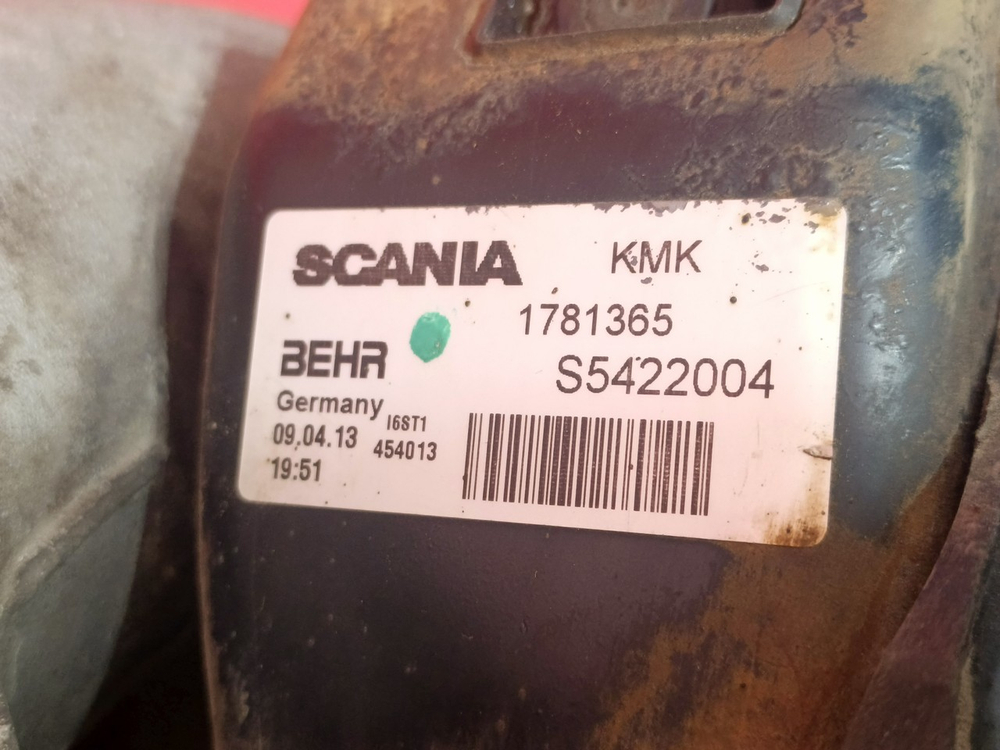 SCANIA KMK
1781365
BEHR
S5422004
Germany
I6ST1
09.04.13
454013
19:51